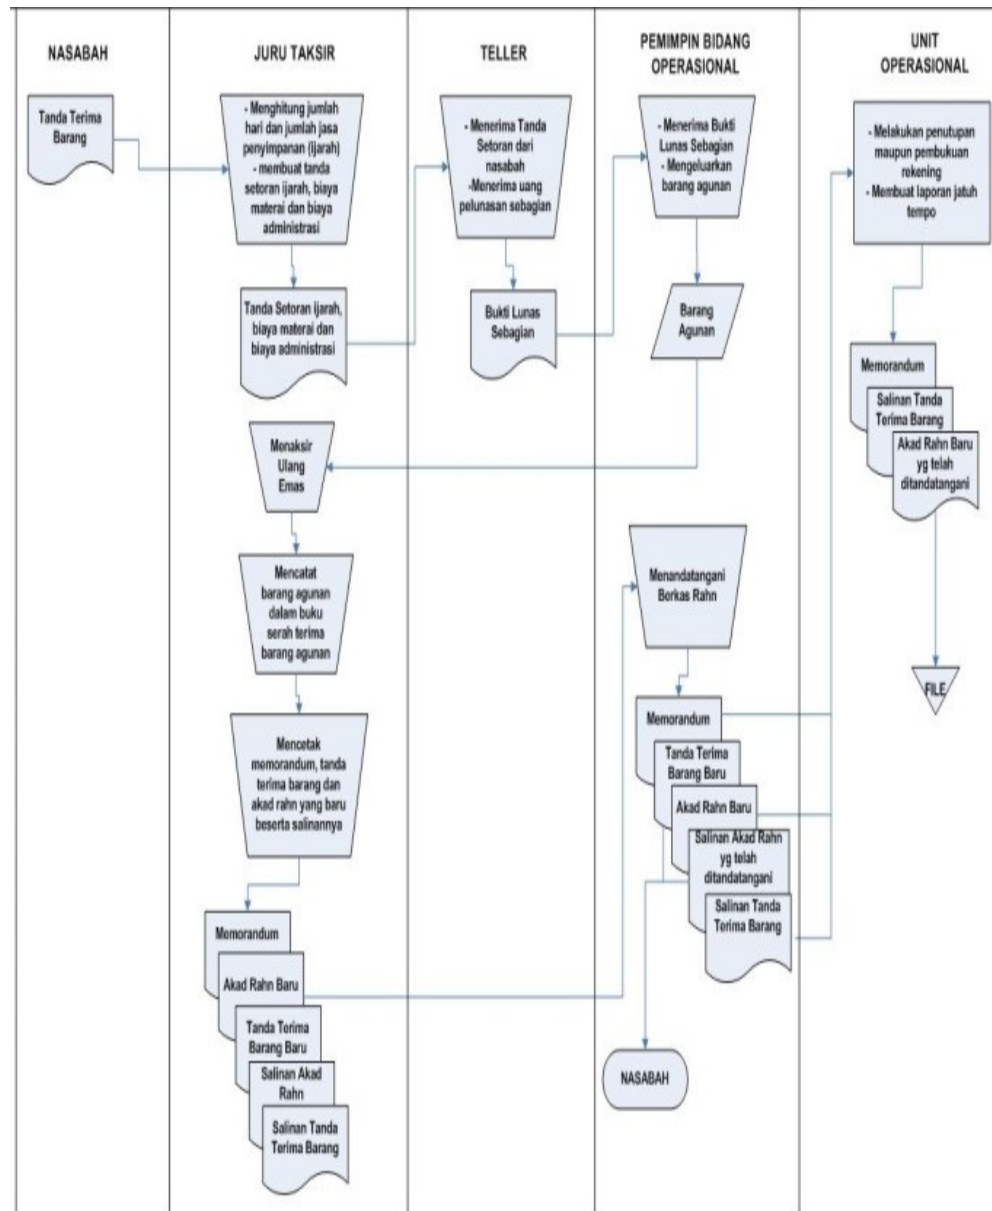 NASABAH
JURU TAKSIR
TELLER
PEMIMPIN BIDANG
OPERASIONAL
UNIT
OPERASIONAL
Tanda Terima
Barang
- Menghitung jumlah
hari dan jumlah jasa
penyimpanan (ijarah)
- membuat tanda
setoran ijarah, biaya
materai dan biaya
administrasi
Tanda Setoran Ijarah,
biaya materai dan
biaya administrasi
- Menerima Tanda
Setoran dari
nasabah
-Menerima uang
pelunasan sebagian
Bukti Lunas
Sebagian
- Menerima Bukti
Lunas Sebagian
- Mengeluarkan
barang agunan
Barang
Agunan
Menaksir
Ulang
Emas
Mencatat
barang agunan
dalam buku
serah terima
barang agunan
Mencetak
memorandum, tanda
terima barang dan
akad rahn yang baru
beserta salinannya
Memorandum
Akad Rahn Baru
Tanda Terima
Barang Baru
Salinan Akad
Rahn
Salinan Tanda
Terima Barang
Menandatangani
Berkas Rahn
Memorandum
Tanda Terima
Barang Baru
Akad Rahn Baru
Salinan Akad Rahn
yg telah
ditandatangani
Salinan Tanda
Terima Barang
NASABAH
- Melakukan penutupan
maupun pembukuan
rekening
- Membuat laporan jatuh
tempo
Memorandum
Salinan Tanda
Terima Barang
Akad Rahn Baru
yg telah
ditandatangani
FILE